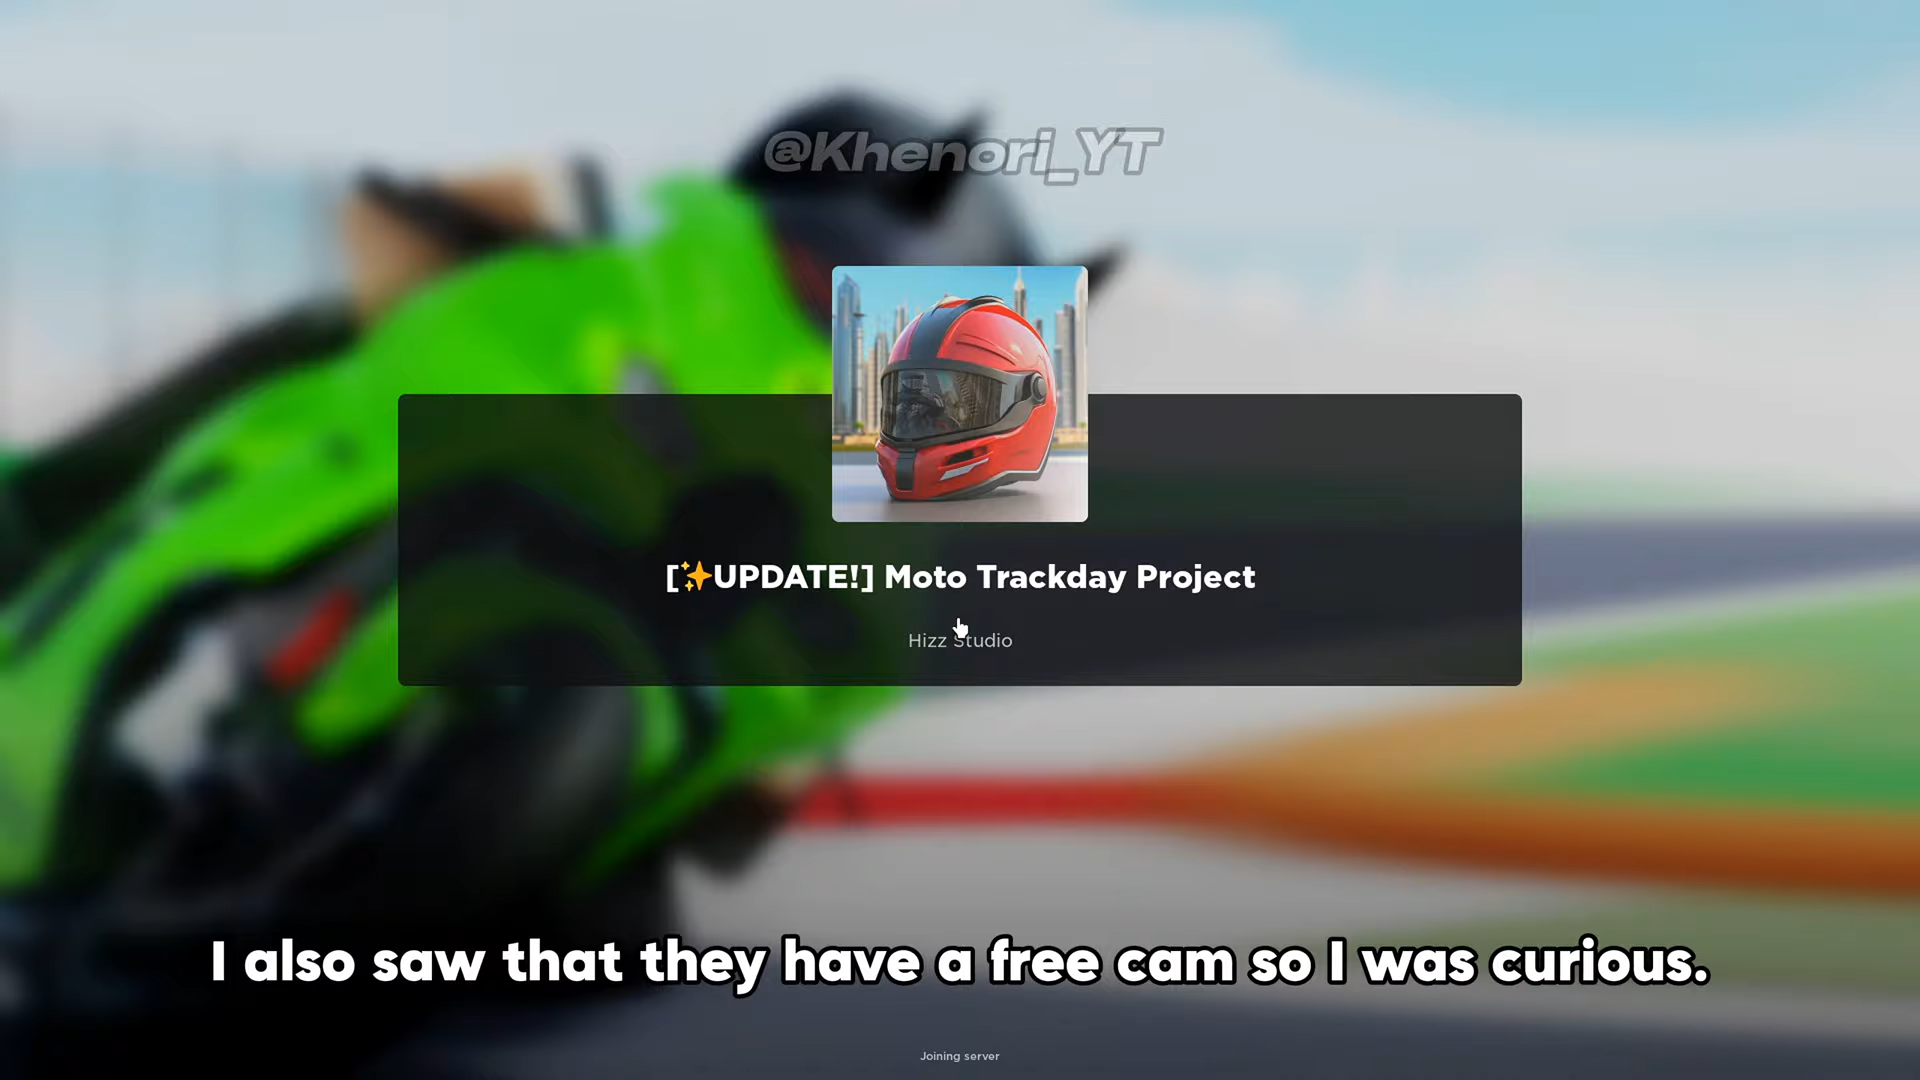 @Khenori_YT
[✨UPDATE!] Moto Trackday Project
Hizz Studio
I also saw that they have a free cam so I was curious.
Joining server